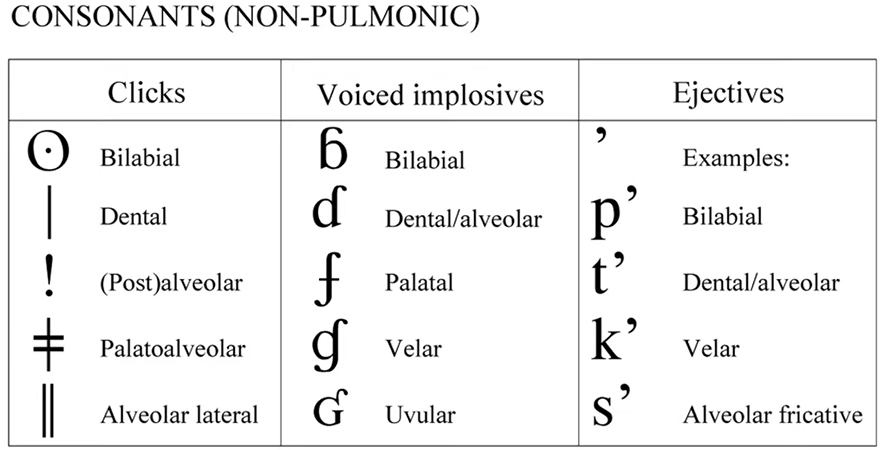 CONSONANTS (NON-PULMONIC)
Clicks Voiced implosives Ejectives
ʘ Bilabial ɓ Bilabial ʼ Examples:
ǀ Dental ɗ Dental/alveolar pʼ Bilabial
ǃ (Post)alveolar ʄ Palatal tʼ Dental/alveolar
ǂ Palatoalveolar ɠ Velar kʼ Velar
ǁ Alveolar lateral ʛ Uvular sʼ Alveolar fricative